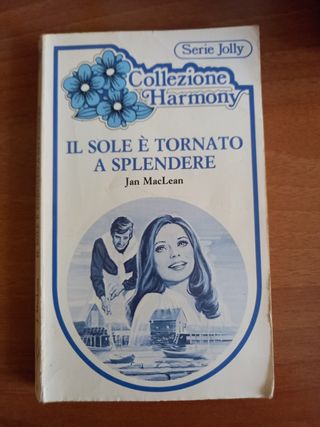 Serie Jolly
Collezione
Harmony
IL SOLE È TORNATO
A SPLENDERE
Jan MacLean